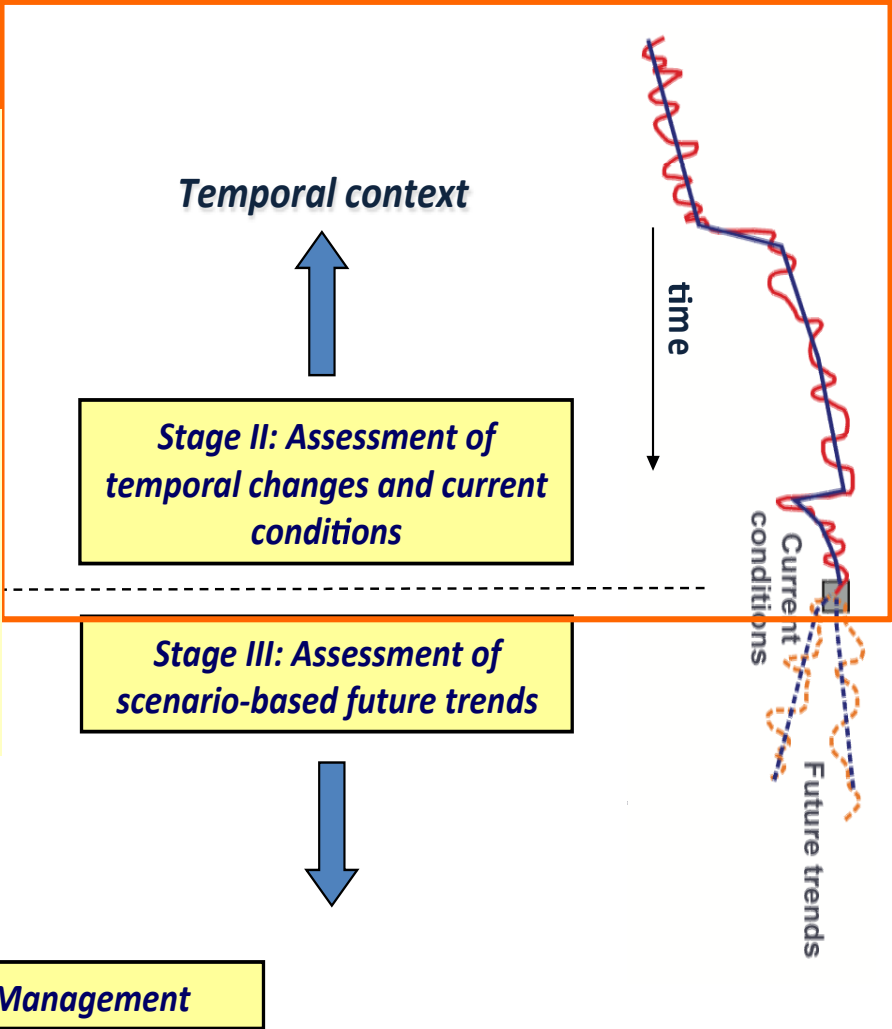 Temporal context
time
Stage II: Assessment of
temporal changes and current
conditions
Current
conditions
Stage III: Assessment of
scenario-based future trends
Future trends
Management